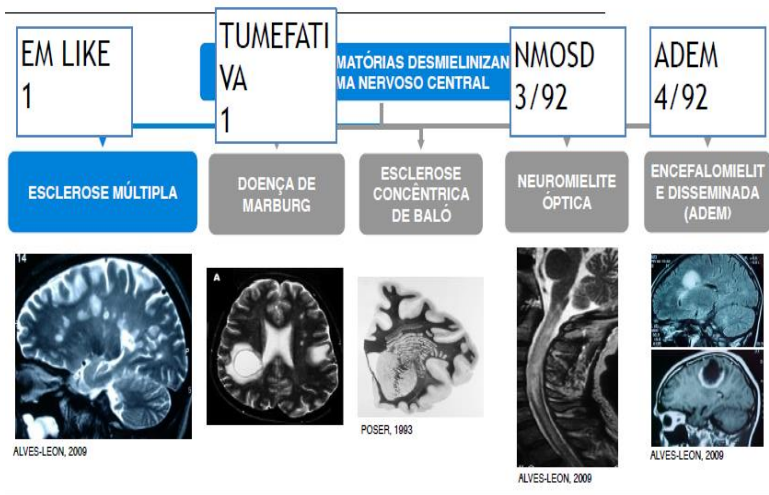 EM LIKE
1
TUMEFATI
VA
1
MATÓRIAS DESMIELINIZAN
MA NERVOSO CENTRAL
NMOSD
3/92
ADEM
4/92
ESCLEROSE MÚLTIPLA
DOENÇA DE
MARBURG
ESCLEROSE
CONCÊNTRICA
DE BALÓ
NEUROMIELITE
ÓPTICA
ENCEFALOMIELIT
E DISSEMINADA
(ADEM)
14
A
ALVES-LEON, 2009
POSER, 1993
ALVES-LEON, 2009
ALVES-LEON, 2009